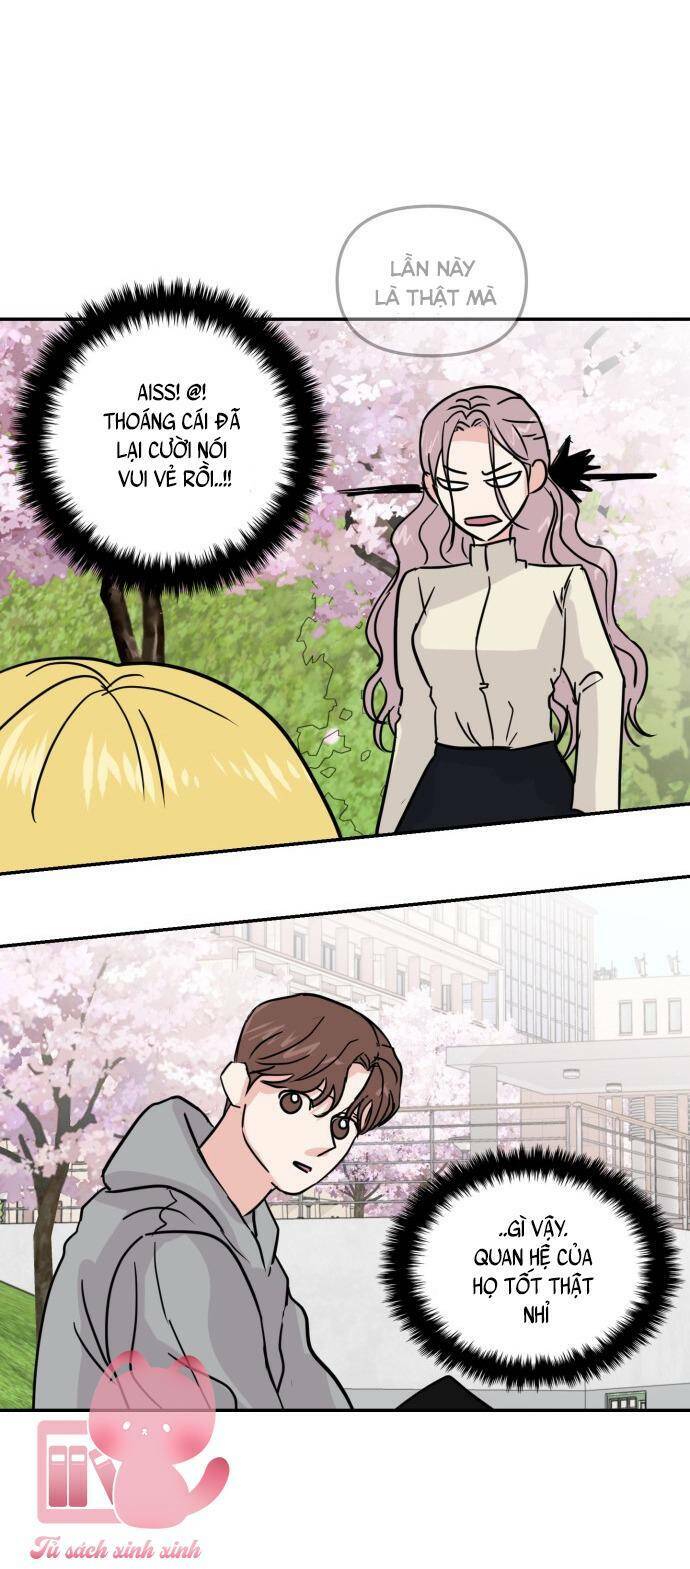 LẦN NÀY
LÀ THẬT MÀ
AISS! @!
THOÁNG CÁI ĐÃ
LẠI CƯỜI NÓI
VUI VẺ RỒI..!!
..GÌ VẬY.
QUAN HỆ CỦA
HỌ TỐT THẬT
NHỈ
Tủ sách xinh xinh